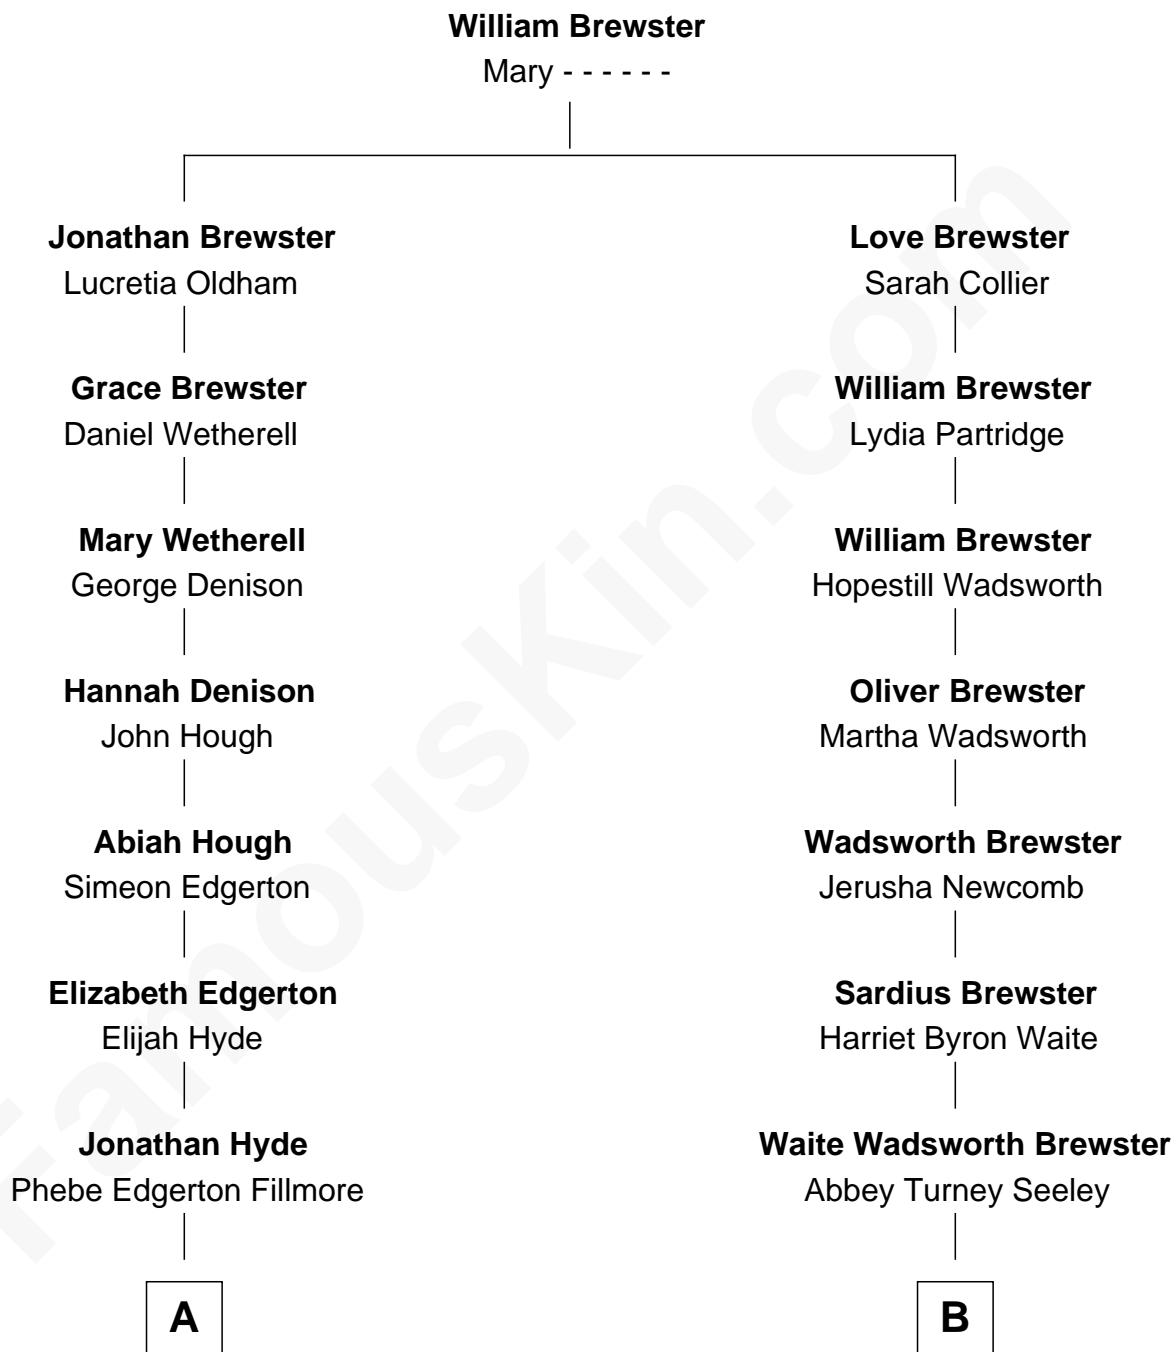 William Brewster
Mary - - - - - -
Jonathan Brewster
Lucretia Oldham
Love Brewster
Sarah Collier
Grace Brewster
Daniel Wetherell
William Brewster
Lydia Partridge
Mary Wetherell
George Denison
William Brewster
Hopestill Wadsworth
Hannah Denison
John Hough
Oliver Brewster
Martha Wadsworth
Abiah Hough
Simeon Edgerton
Wadsworth Brewster
Jerusha Newcomb
Elizabeth Edgerton
Elijah Hyde
Sardius Brewster
Harriet Byron Waite
Jonathan Hyde
Phebe Edgerton Fillmore
Waite Wadsworth Brewster
Abbey Turney Seeley
A
B
FamousKin.com